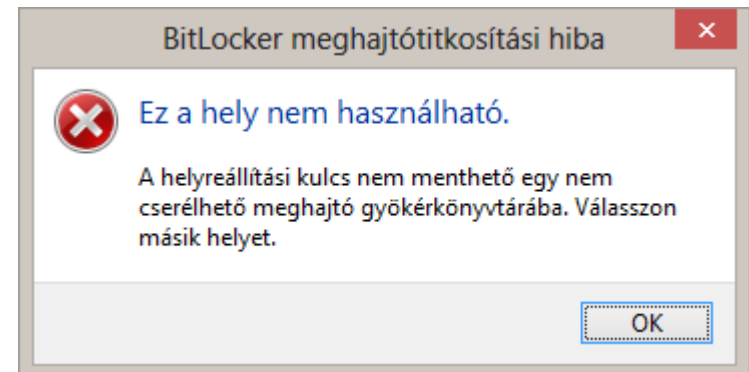 BitLocker meghajtótitkosítási hiba
Ez a hely nem használható.
A helyreállítási kulcs nem menthető egy nem
cserélhető meghajtó gyökérkönyvtárába. Válasszon
másik helyet.
OK